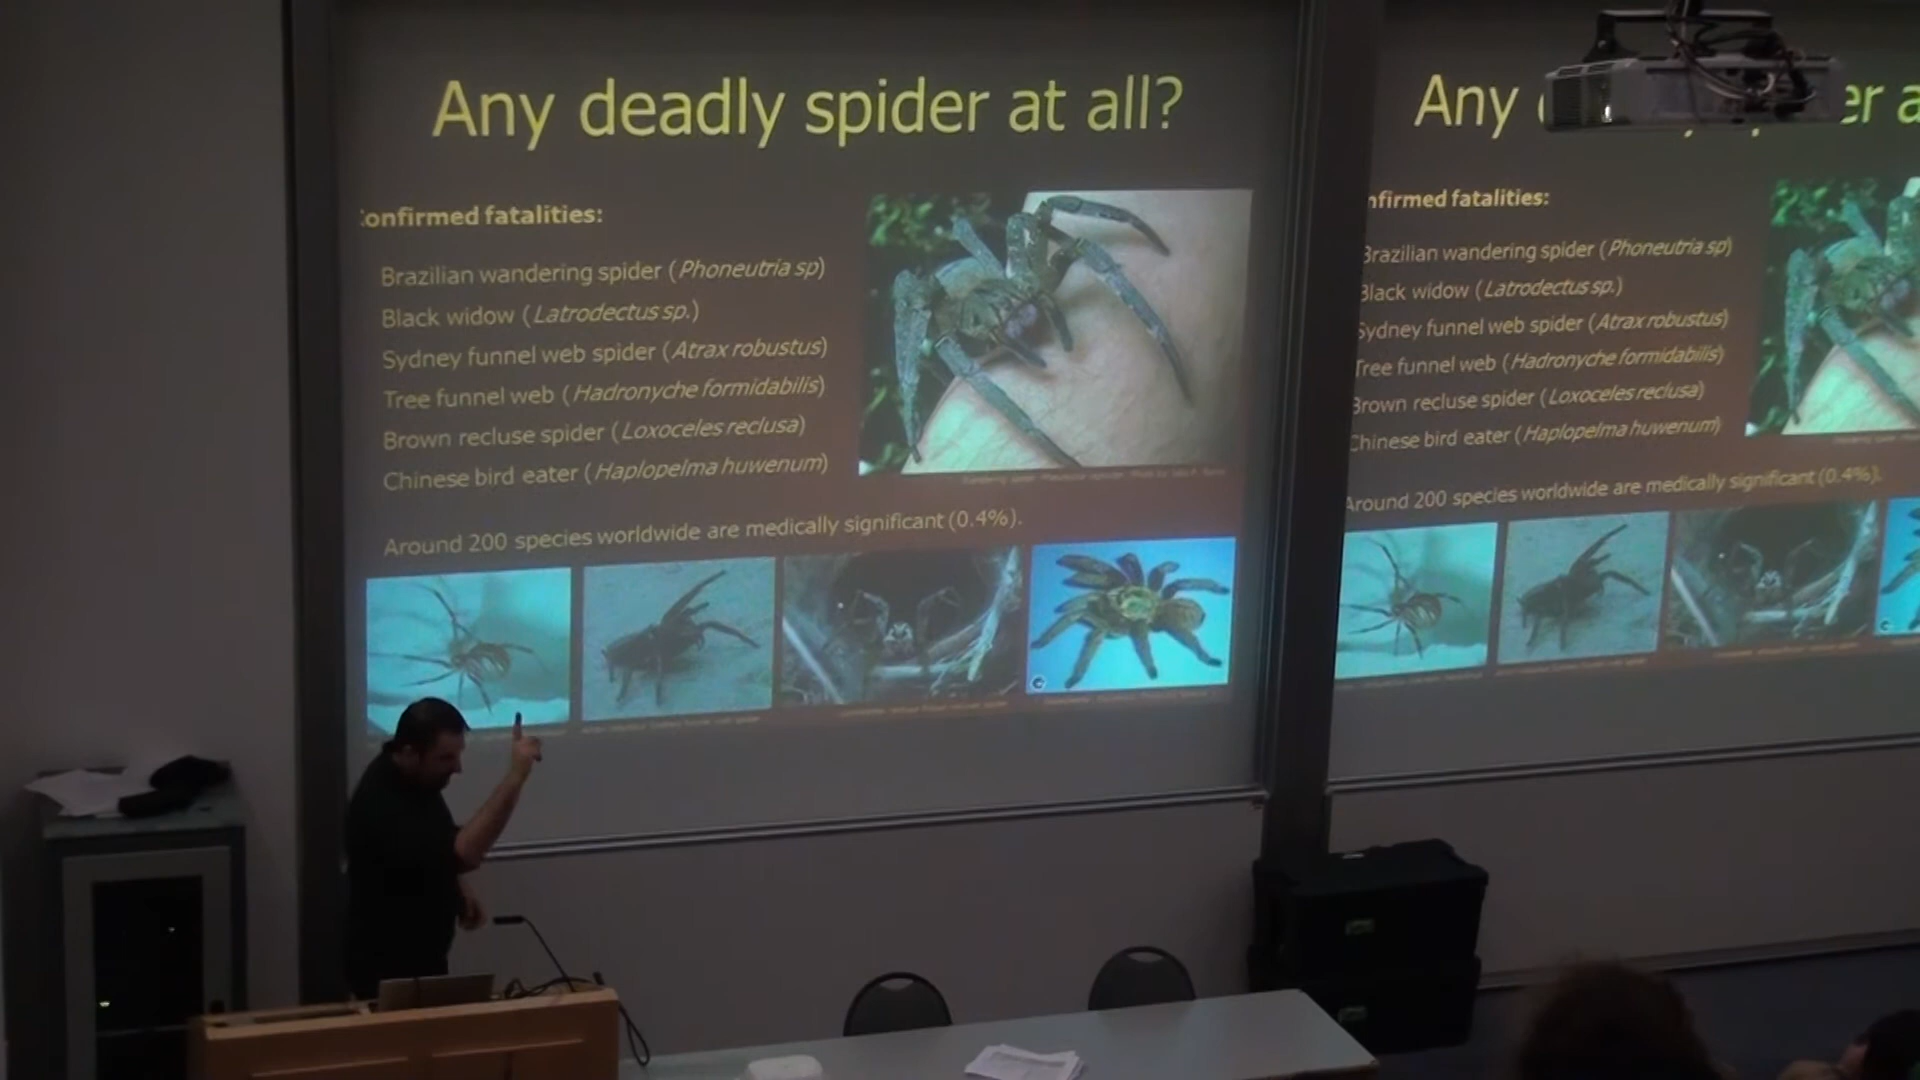 Any deadly spider at all?
onfirmed fatalities:
Brazilian wandering spider (Phoneutria sp)
Black widow (Latrodectus sp.)
Sydney funnel web spider (Atrax robustus)
Tree funnel web (Hadronyche formidabilis)
Brown recluse spider (Loxoceles reclusa)
Chinese bird eater (Haplopelma huwenum)
Around 200 species worldwide are medically significant (0.4%).
Any er a
nfirmed fatalities:
Brazilian wandering spider (Phoneutria sp)
Black widow (Latrodectus sp.)
Sydney funnel web spider (Atrax robustus)
Tree funnel web (Hadronyche formidabilis)
Brown recluse spider (Loxoceles reclusa)
Chinese bird eater (Haplopelma huwenum)
Around 200 species worldwide are medically significant (0.4%).